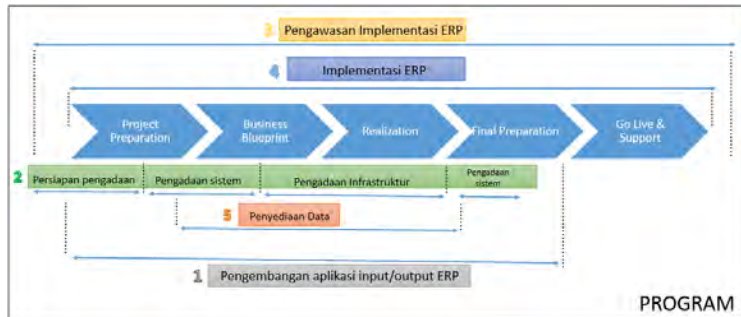 3 Pengawasan Implementasi ERP
4 Implementasi ERP
Project
Preparation
Business
Blueprint
Realization
Final Preparation
Go Live &
Support
2 Persiapan pengadaan
Pengadaan sistem
Pengadaan Infrastruktur
Pengadaan
sistem
5 Penyediaan Data
1 Pengembangan aplikasi input/output ERP
PROGRAM